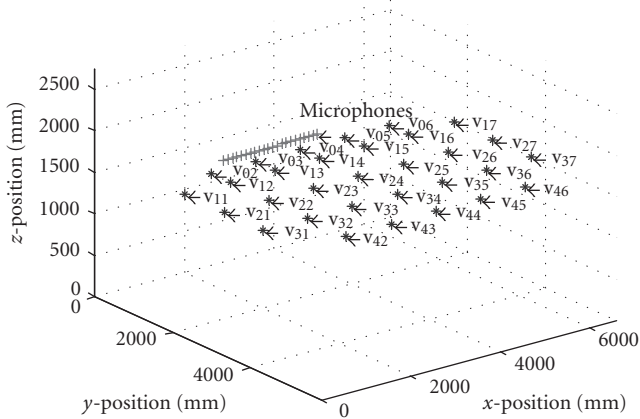 2500
2000
1500
1000
500
0
z-position (mm)
0
2000
4000
y-position (mm)
0
2000
4000
6000
x-position (mm)
Microphones
v02
v03
v04
v05
v06
v11
v12
v13
v14
v15
v16
v17
v21
v22
v23
v24
v25
v26
v27
v31
v32
v33
v34
v35
v36
v37
v42
v43
v44
v45
v46